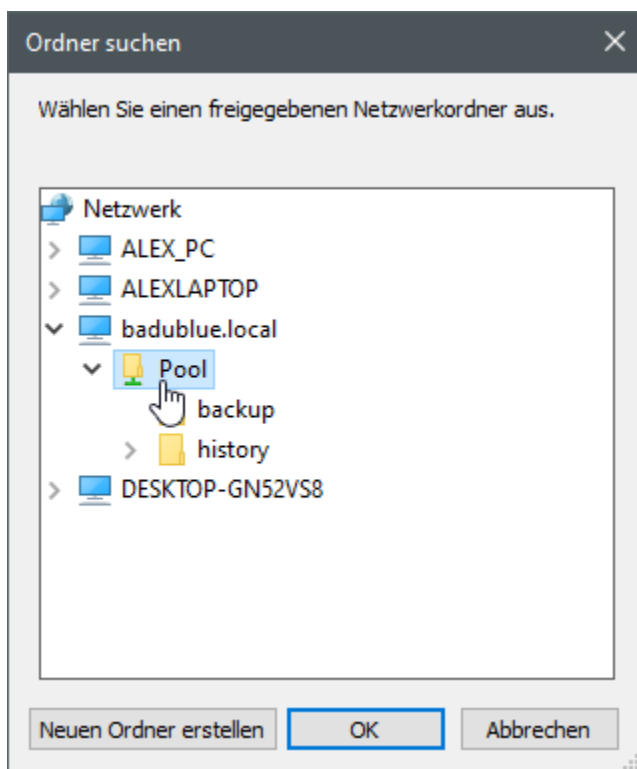 Ordner suchen
Wählen Sie einen freigegebenen Netzwerkordner aus.
Netzwerk
ALEX_PC
ALEXLAPTOP
badublue.local
Pool
backup
history
DESKTOP-GN52VS8
Neuen Ordner erstellen OK Abbrechen